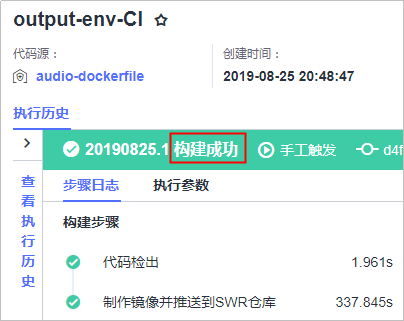 output-env-CI
代码源： 创建时间：
audio-dockerfile 2019-08-25 20:48:47
执行历史
20190825.1 构建成功 手工触发 d4f
查看执行历史
步骤日志 执行参数
构建步骤
代码检出 1.961s
制作镜像并推送到SWR仓库 337.845s